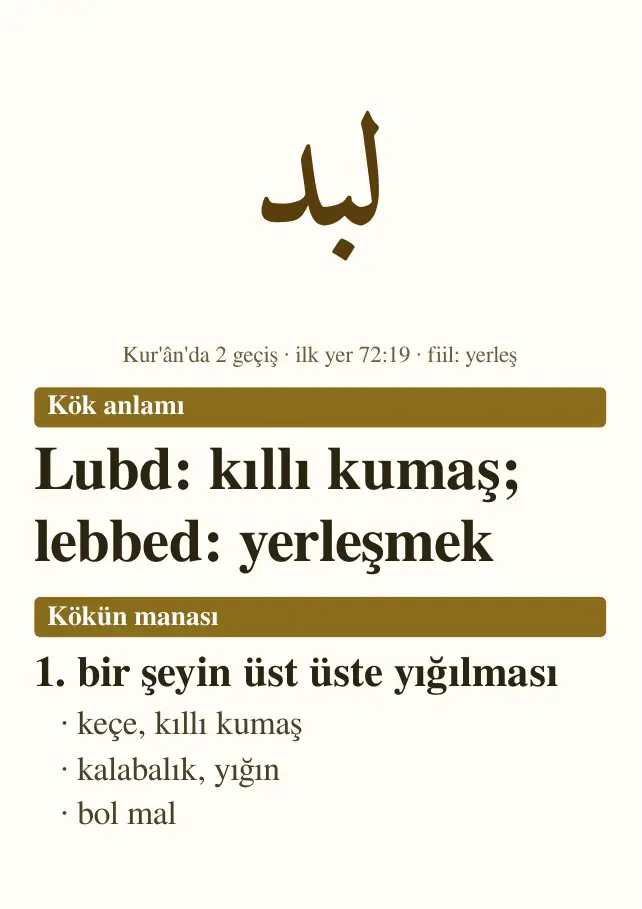 لبد
Kur'ân'da 2 geçiş · ilk yer 72:19 · fiil: yerleş
Kök anlamı
Lubd: kıllı kumaş;
lebbed: yerleşmek
Kökün manası
1. bir şeyin üst üste yığılması
· keçe, kıllı kumaş
· kalabalık, yığın
· bol mal